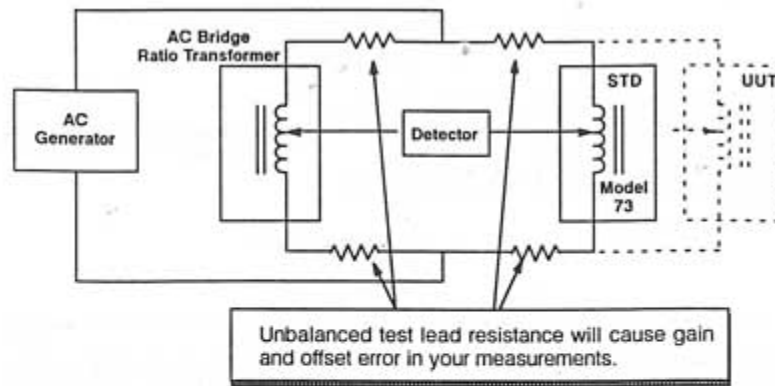 AC Bridge
Ratio Transformer
STD
UUT
AC
Generator
Detector
Model
73
Unbalanced test lead resistance will cause gain
and offset error in your measurements.